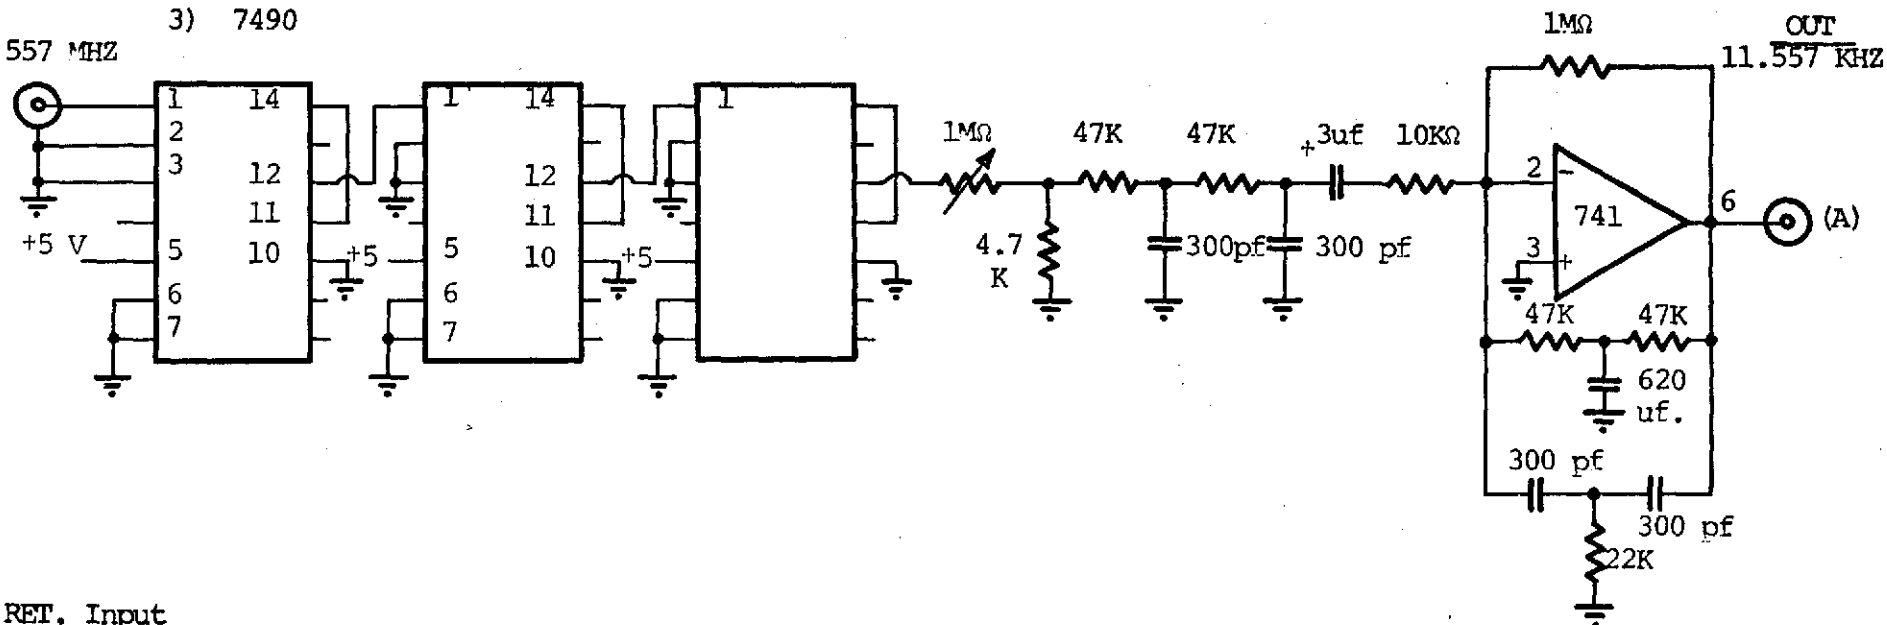 3) 7490
557 MHZ
OUT
11.557 KHZ
1MΩ
1 14
2
3
12
11
+5 V
5 10
6
7
1 14
12
11
+5
5 10
6
7
1
+5
1MΩ
47K
47K
+ 3uf
10KΩ
4.7
K
300pf
300 pf
2 -
741
3 +
6
(A)
47K
47K
620
uf.
300 pf
300 pf
22K
RET. Input